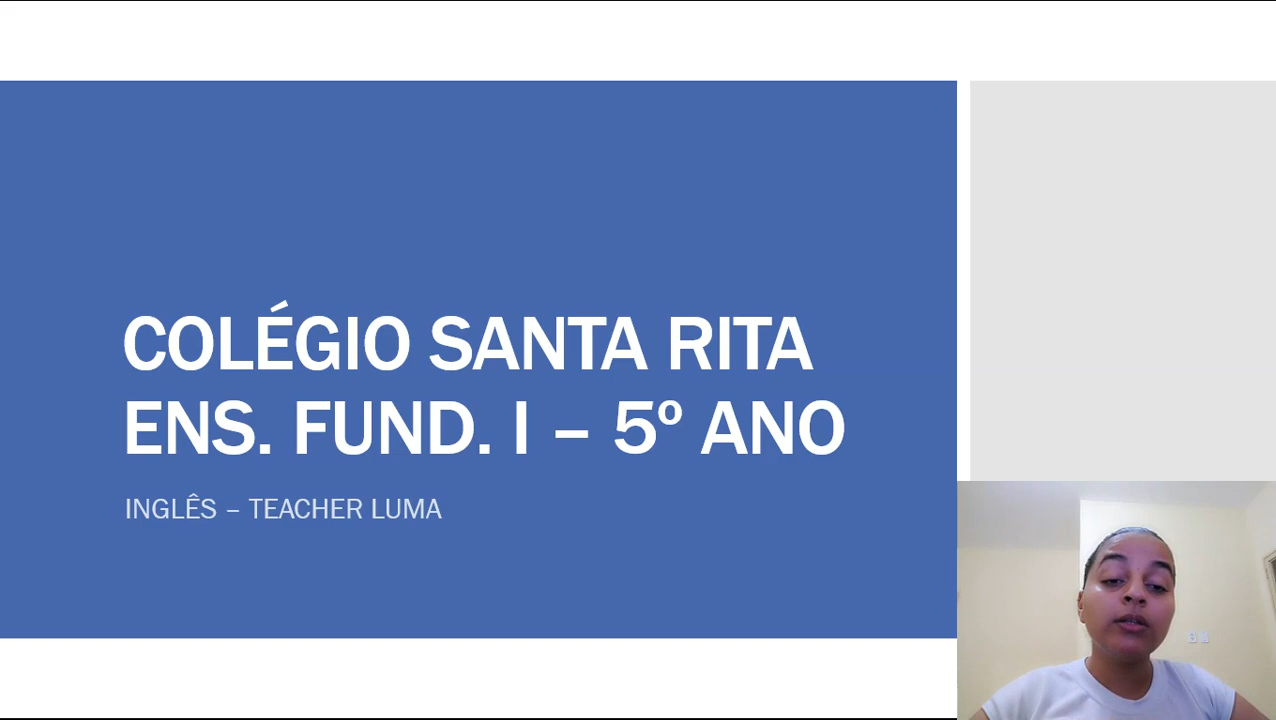 COLÉGIO SANTA RITA
ENS. FUND. I – 5º ANO
INGLÊS – TEACHER LUMA